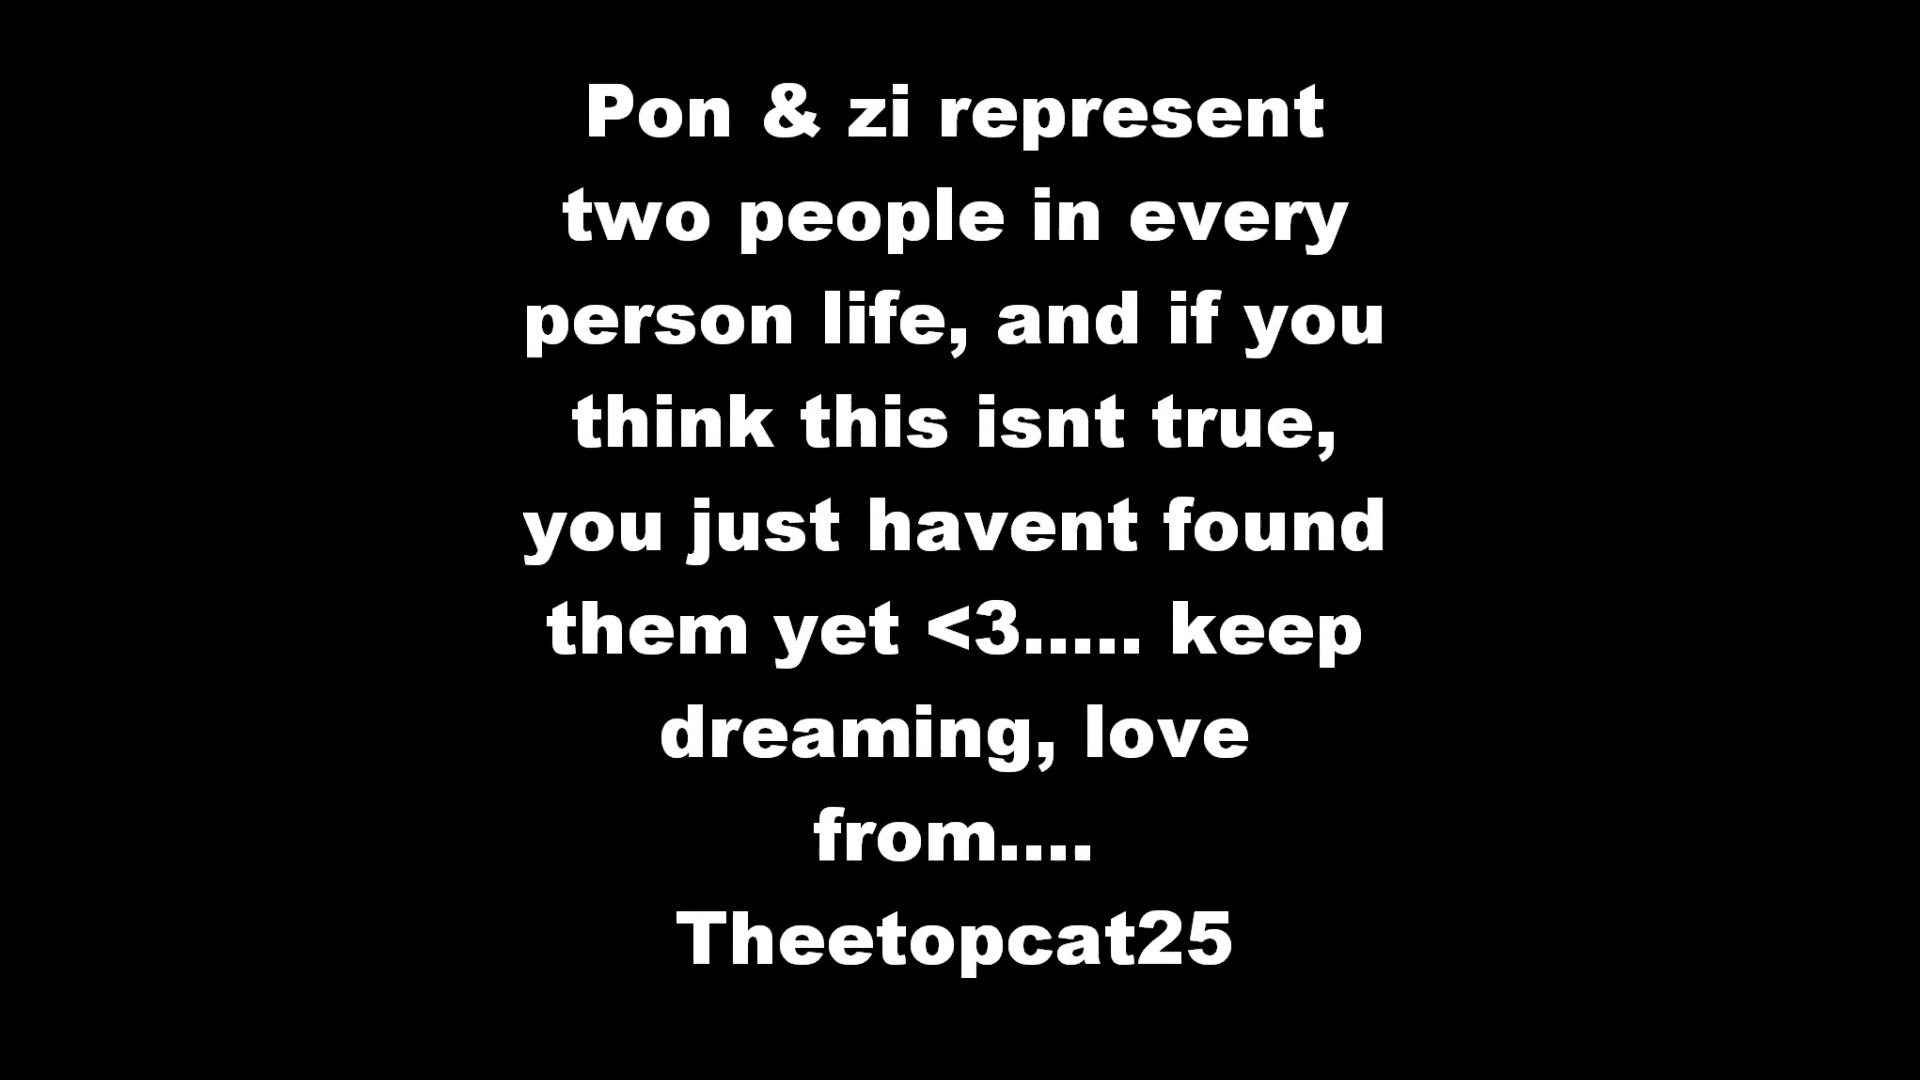 Pon & zi represent
two people in every
person life, and if you
think this isnt true,
you just havent found
them yet <3..... keep
dreaming, love
from....
Theetopcat25